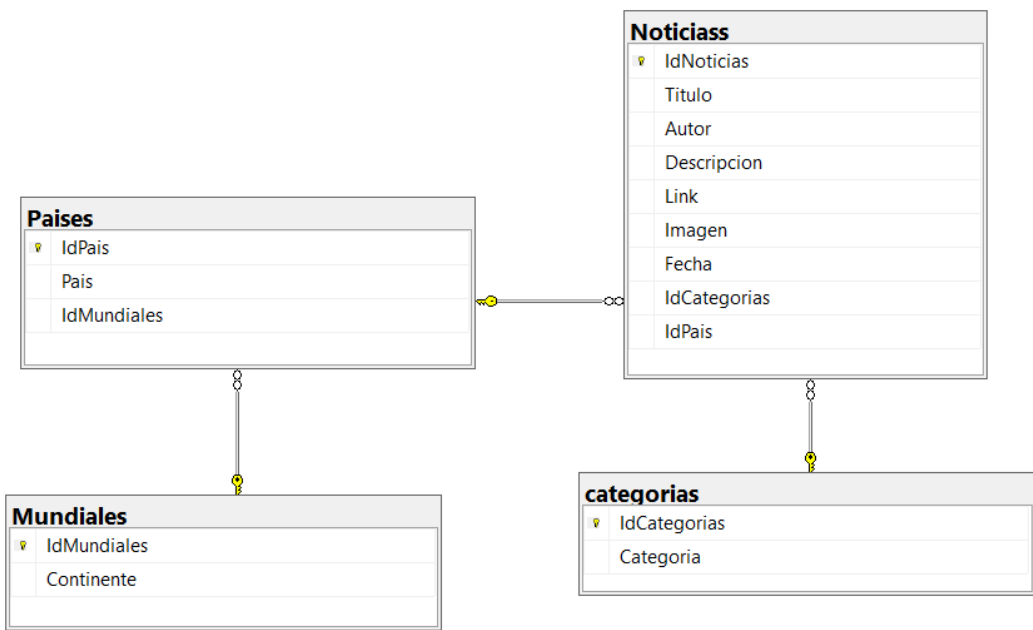 Noticiass
IdNoticias
Titulo
Autor
Descripcion
Link
Imagen
Fecha
IdCategorias
IdPais
Paises
IdPais
Pais
IdMundiales
Mundiales
IdMundiales
Continente
categorias
IdCategorias
Categoria